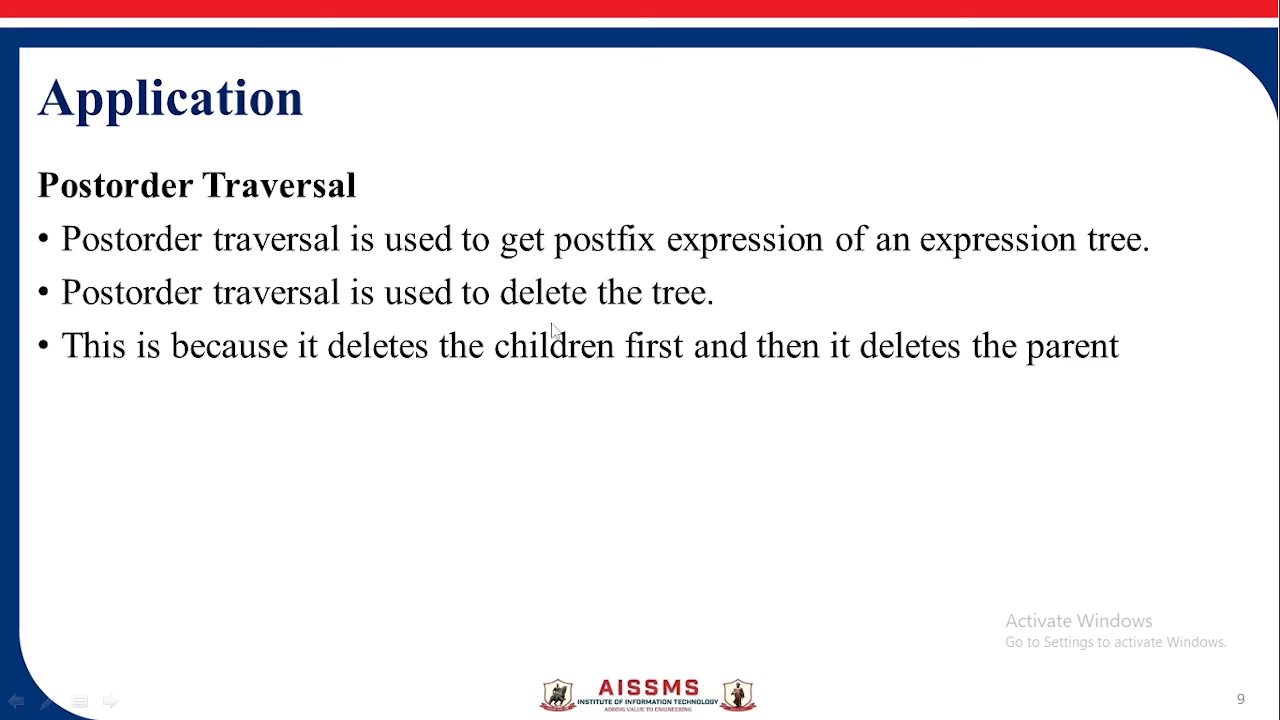 Application
Postorder Traversal
• Postorder traversal is used to get postfix expression of an expression tree.
• Postorder traversal is used to delete the tree.
• This is because it deletes the children first and then it deletes the parent
Activate Windows
Go to Settings to activate Windows.
AISSMS
INSTITUTE OF INFORMATION TECHNOLOGY
ADDING VALUE TO ENGINEERING
9